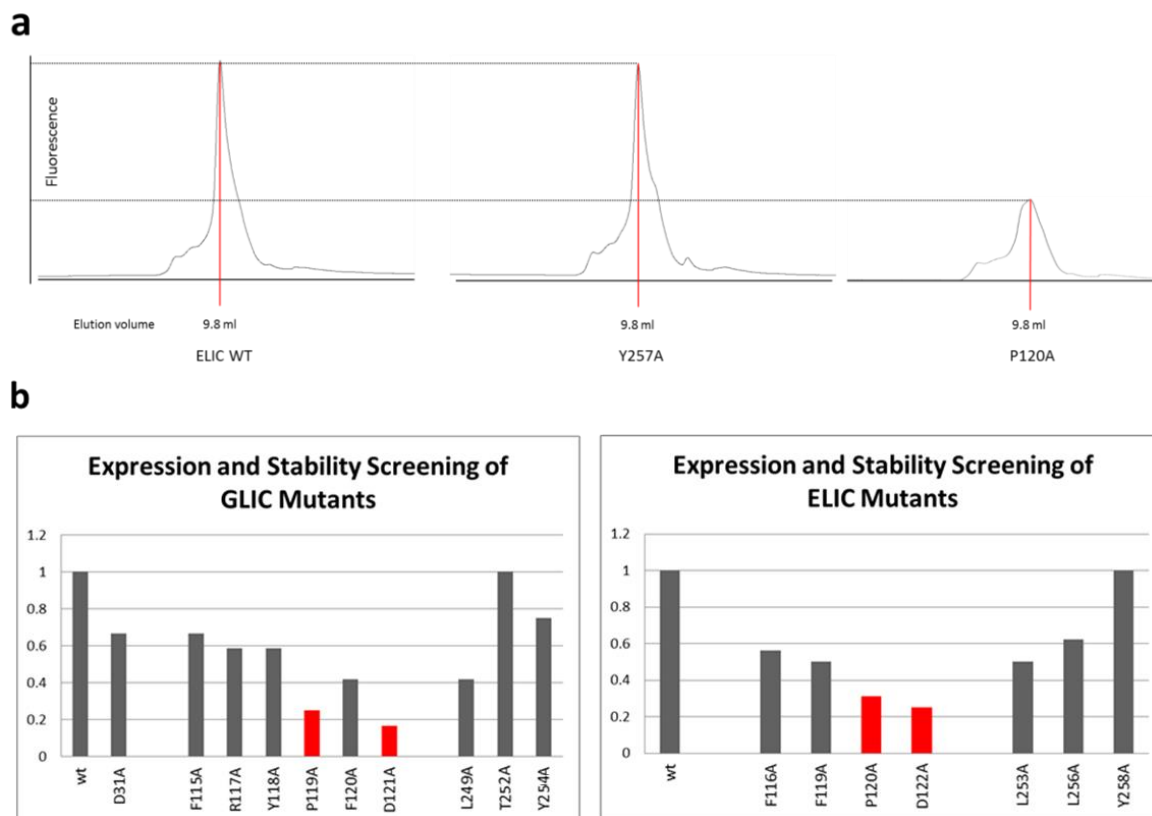 a
Fluorescence
Elution volume 9.8 ml 9.8 ml 9.8 ml
ELIC WT Y257A P120A
b
Expression and Stability Screening of
GLIC Mutants
1.2
1
0.8
0.6
0.4
0.2
0
wt D31A F115A R117A Y118A P119A F120A D121A L249A T252A Y254A
Expression and Stability Screening of
ELIC Mutants
1.2
1
0.8
0.6
0.4
0.2
0
wt F116A F119A P120A D122A L253A L256A Y258A